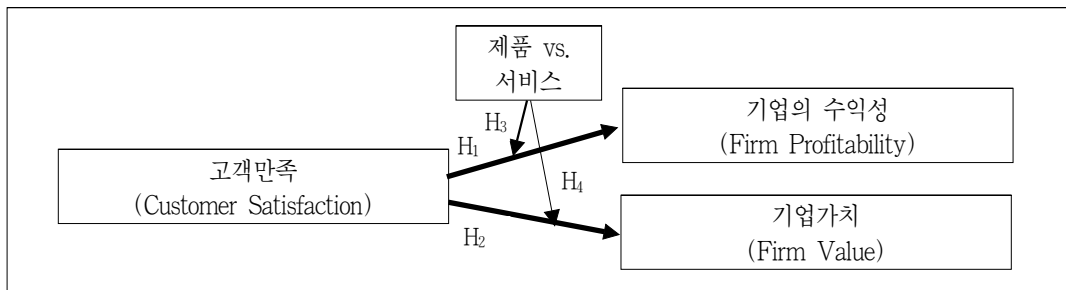 제품 vs.
서비스
기업의 수익성
(Firm Profitability)
H3
H1
고객만족
(Customer Satisfaction)
H4
기업가치
(Firm Value)
H2